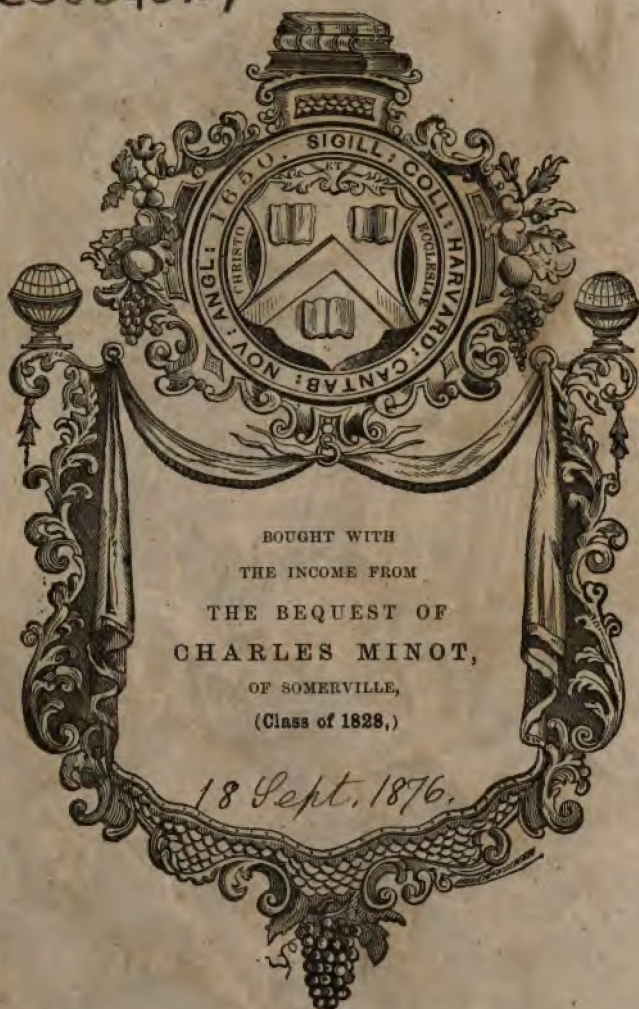 SIGILL: COLL: HARVARD: CANTAB: NOV: ANGL: 1650.
ET
CHRISTO
ECCLESIAE
BOUGHT WITH
THE INCOME FROM
THE BEQUEST OF
CHARLES MINOT,
OF SOMERVILLE,
(Class of 1828,)
18 Sept. 1876.